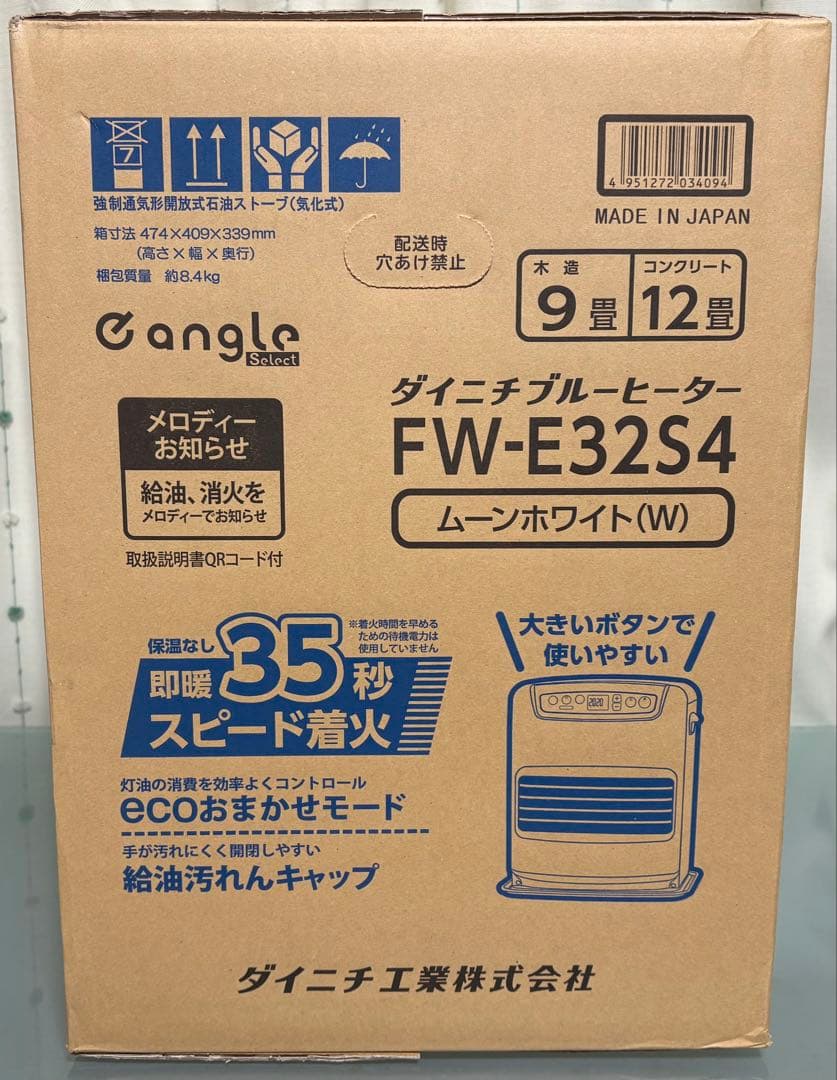 7
強制通気形開放式石油ストーブ(気化式)
箱寸法 474×409×339mm
(高さ×幅×奥行)
梱包質量 約8.4kg
配送時
穴あけ禁止
4 951272 034094
MADE IN JAPAN
木造 9畳 コンクリート 12畳
e angle
Select
ダイニチブルーヒーター
FW-E32S4
ムーンホワイト(W)
メロディー
お知らせ
給油、消火を
メロディーでお知らせ
取扱説明書QRコード付
保温なし
※着火時間を早める
ための待機電力は
使用していません
即暖35秒
スピード着火
灯油の消費を効率よくコントロール
ecoおまかせモード
手が汚れにくく開閉しやすい
給油汚れんキャップ
大きいボタンで
使いやすい
2020
ダイニチ工業株式会社